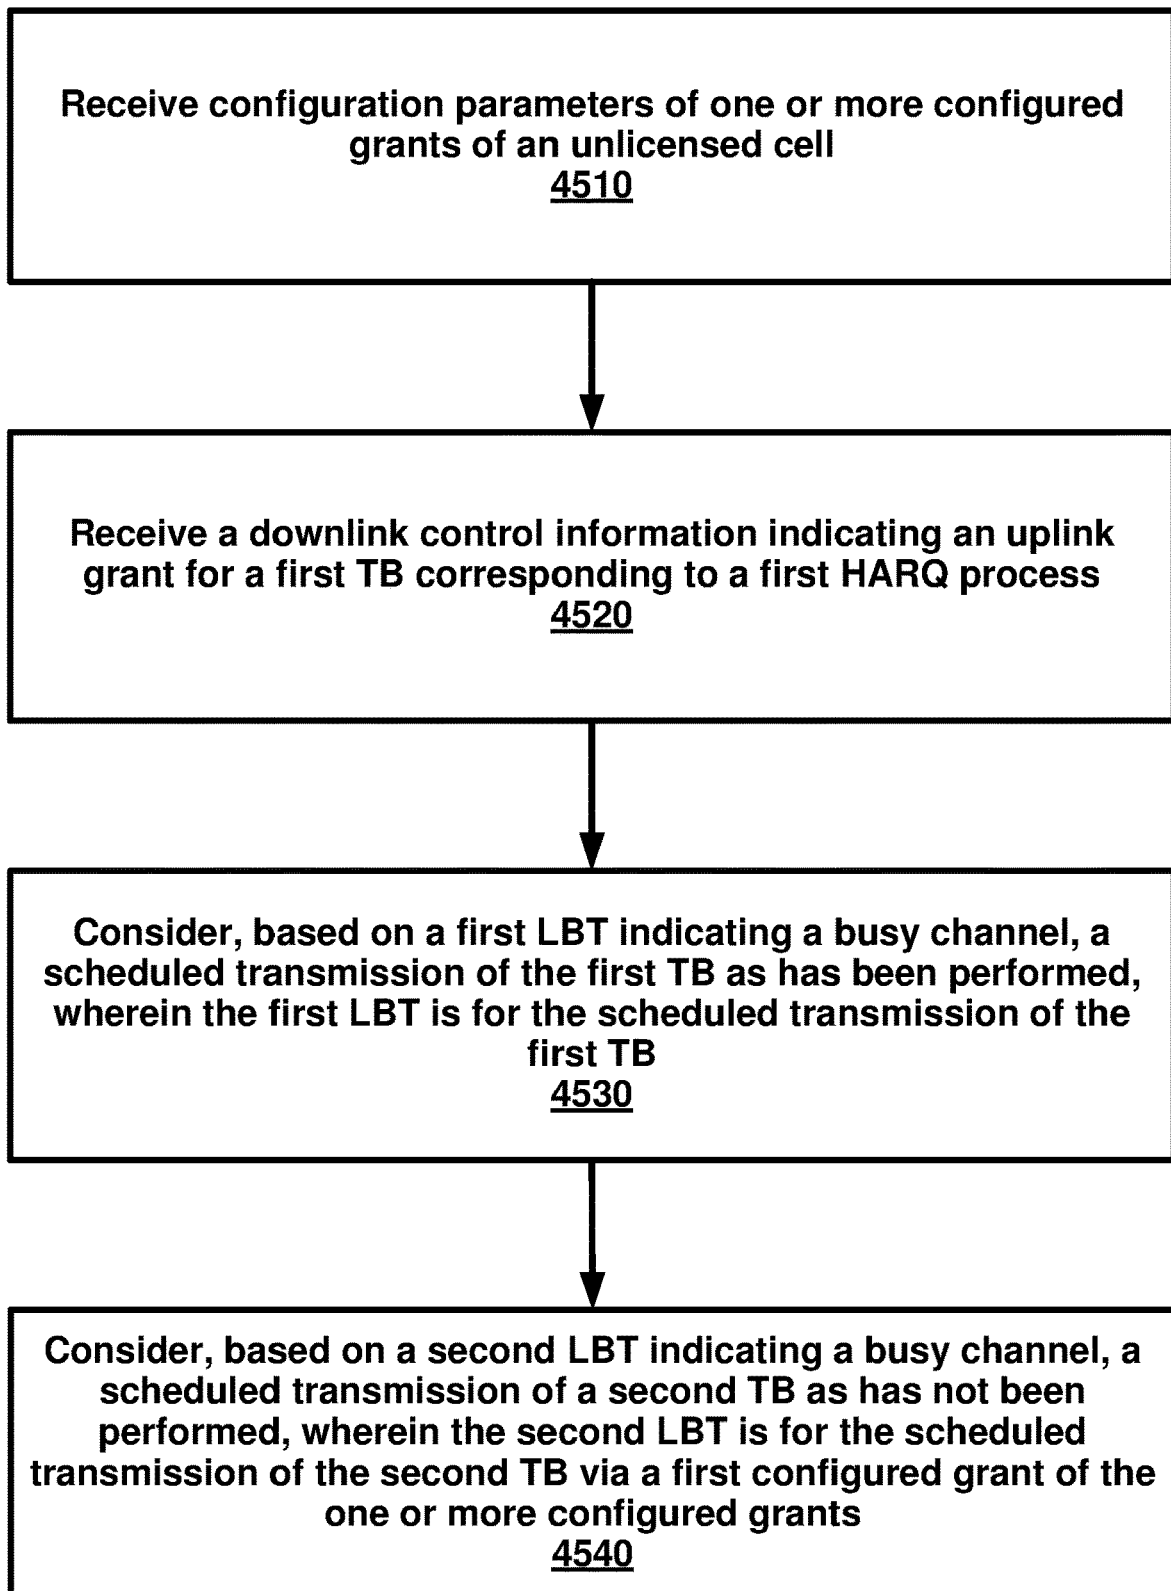 Receive configuration parameters of one or more configured
grants of an unlicensed cell
4510
Receive a downlink control information indicating an uplink
grant for a first TB corresponding to a first HARQ process
4520
Consider, based on a first LBT indicating a busy channel, a
scheduled transmission of the first TB as has been performed,
wherein the first LBT is for the scheduled transmission of the
first TB
4530
Consider, based on a second LBT indicating a busy channel, a
scheduled transmission of a second TB as has not been
performed, wherein the second LBT is for the scheduled
transmission of the second TB via a first configured grant of the
one or more configured grants
4540